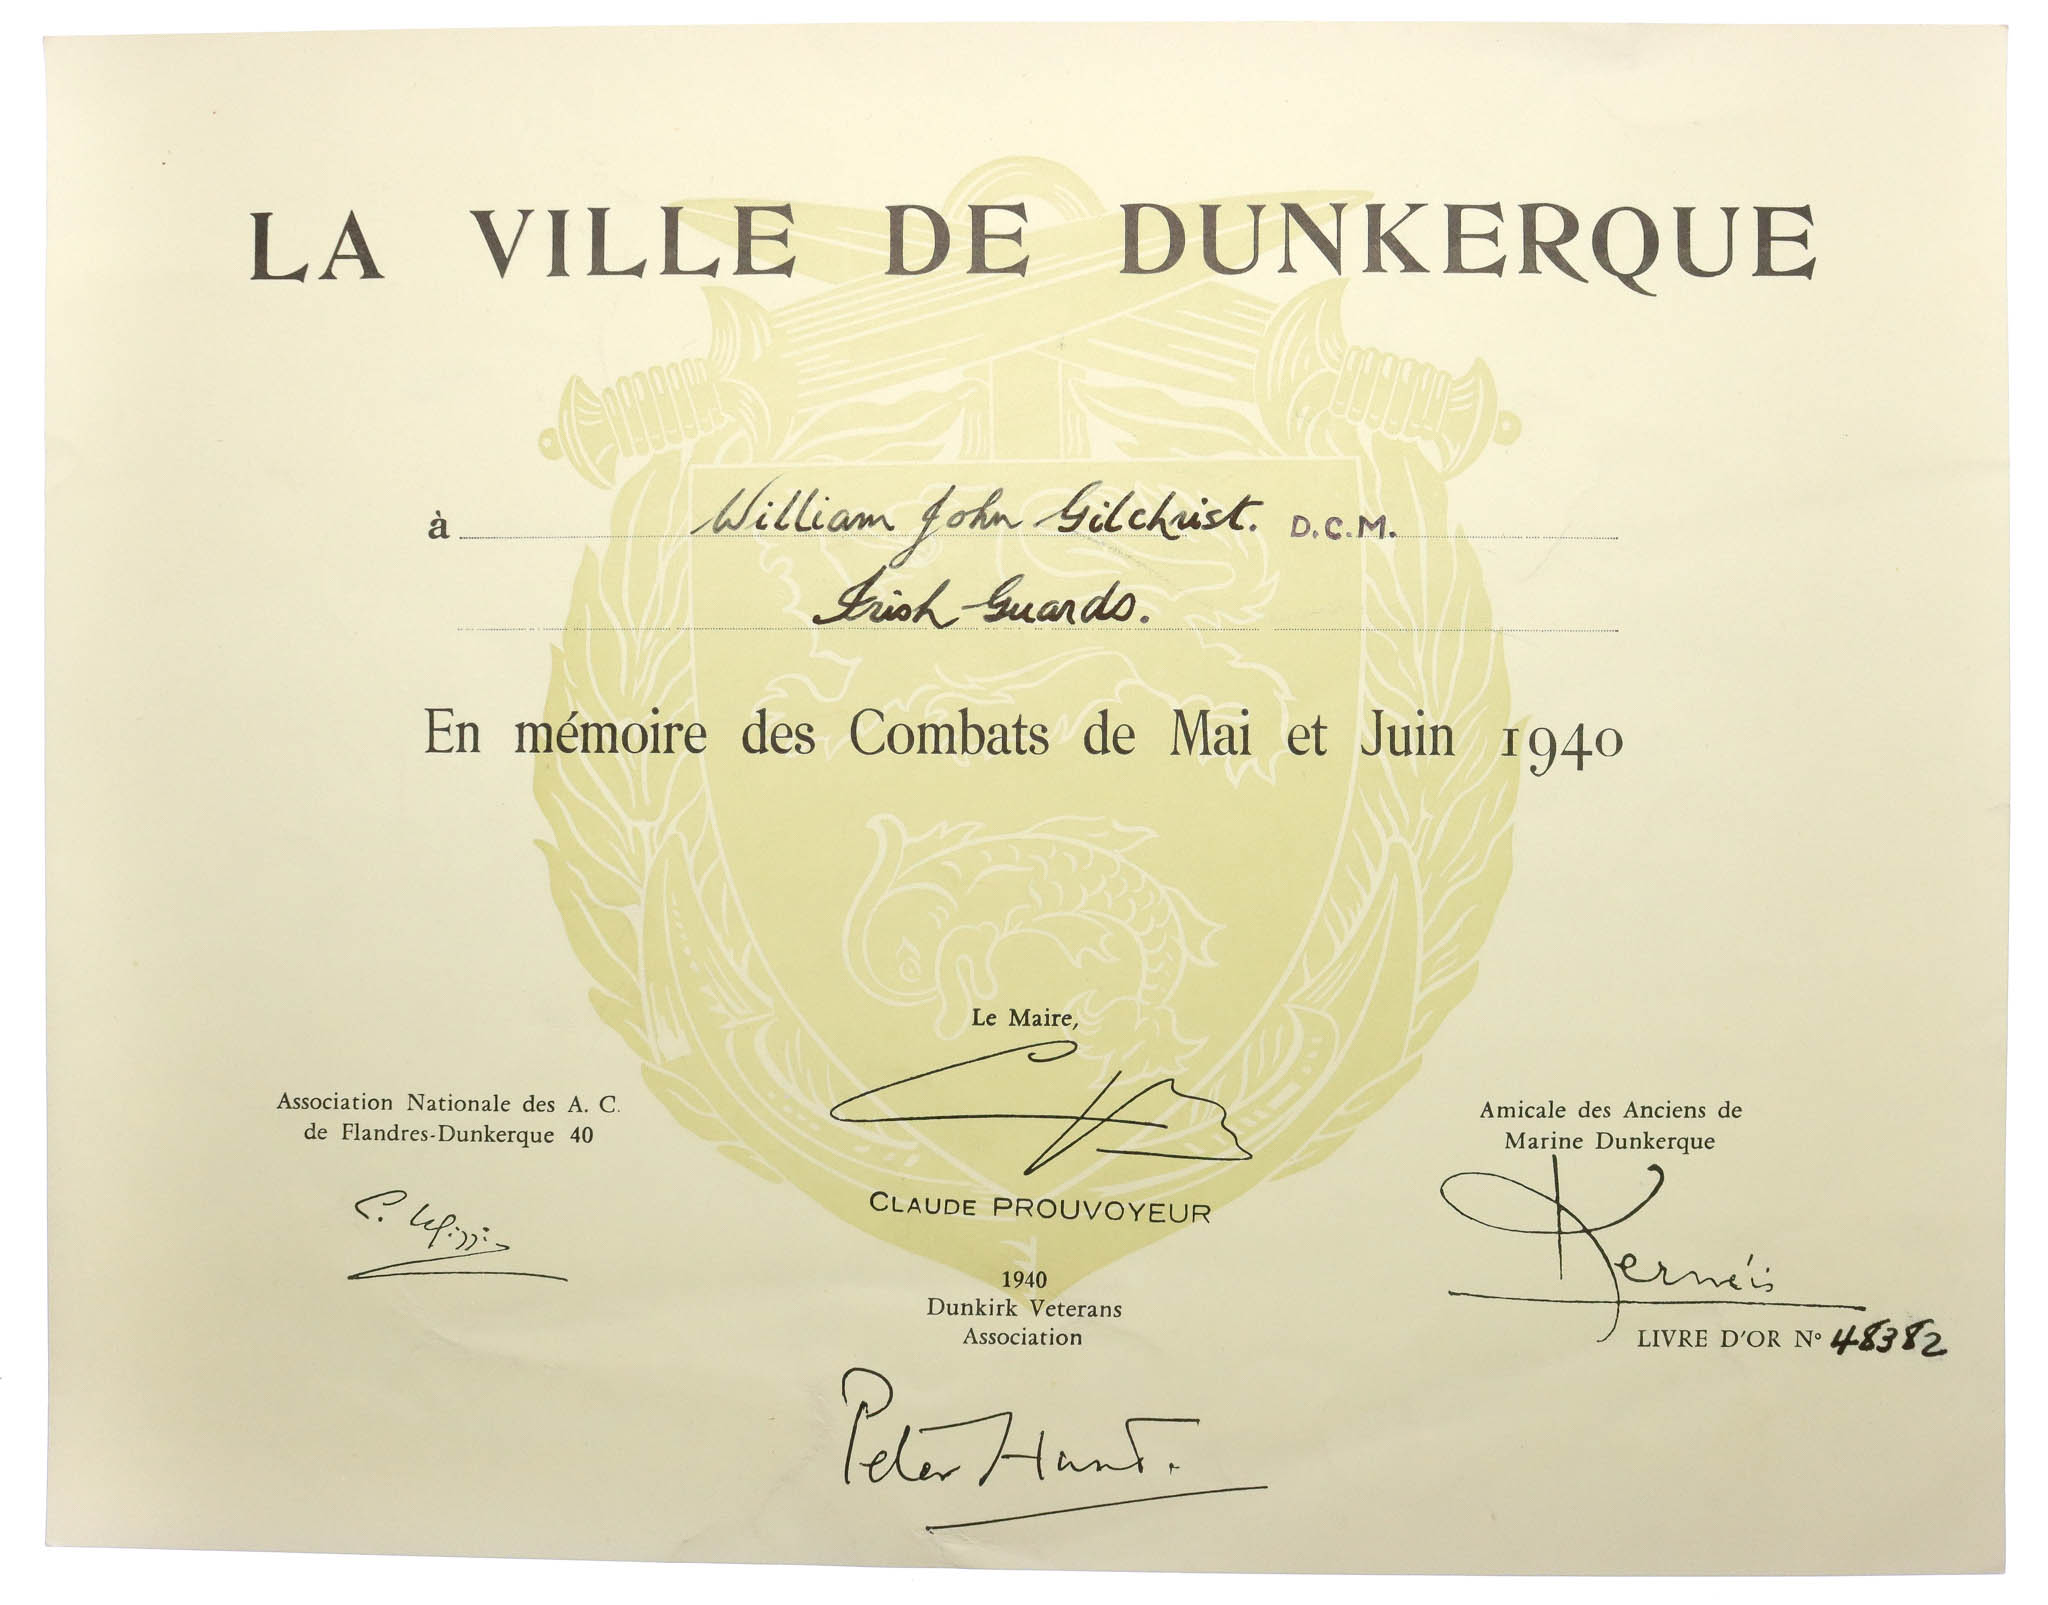 LA VILLE DE DUNKERQUE
à William John Gilchrist. D.C.M.
Irish Guards.
En mémoire des Combats de Mai et Juin 1940
Le Maire,
CLAUDE PROUVOYEUR
Association Nationale des A. C.
de Flandres-Dunkerque 40
C.
Amicale des Anciens de
Marine Dunkerque
Kernéis
LIVRE D'OR Nº 48382
1940
Dunkirk Veterans
Association
Peter Hunt.